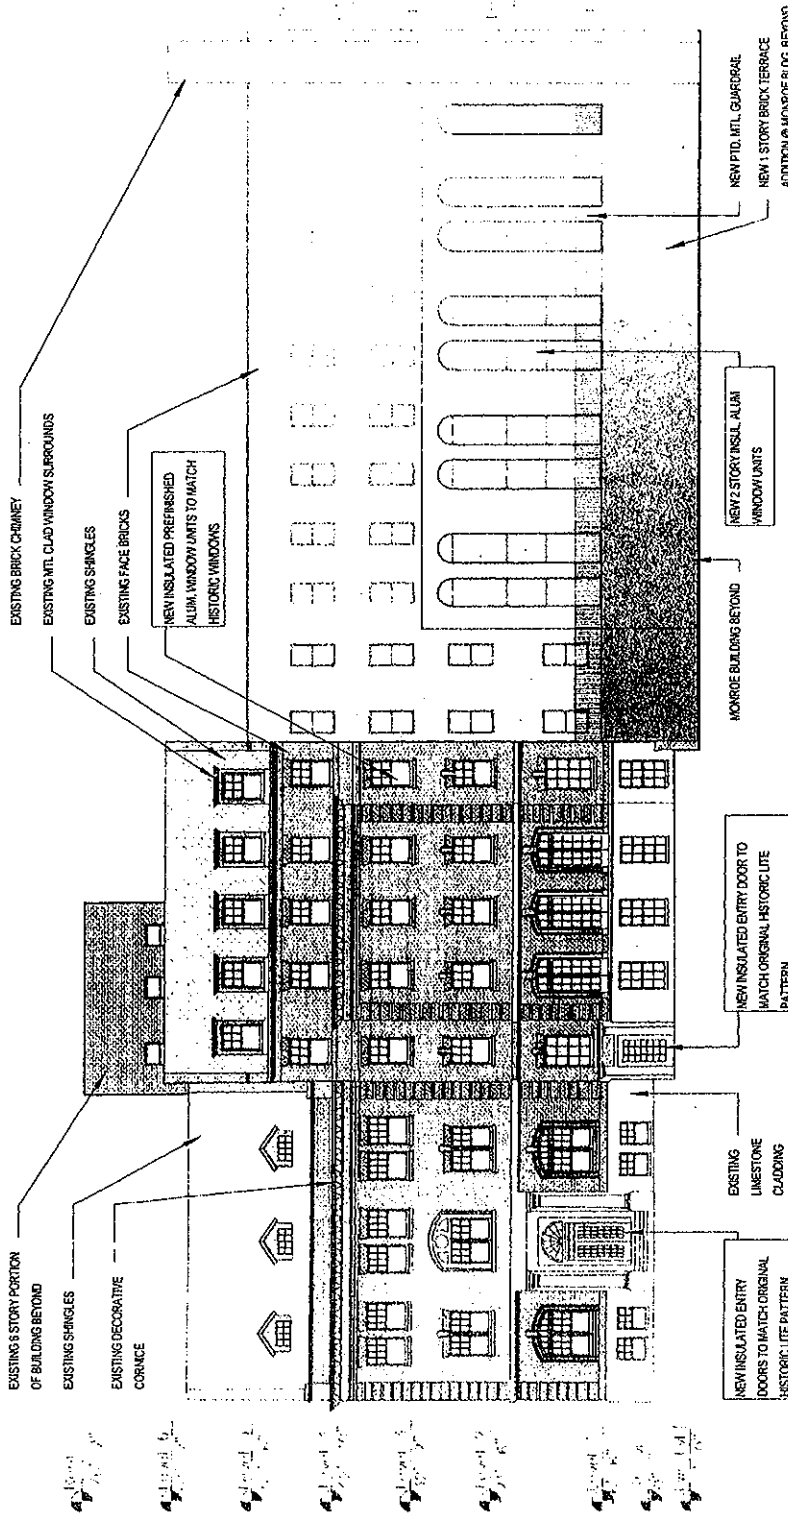 EXISTING BRICK CHIMNEY
EXISTING MTL CLAD WINDOW SURROUNDS
EXISTING SHINGLES
EXISTING FACE BRICKS
NEW INSULATED PREFINISHED
ALUM. WINDOW UNITS TO MATCH
HISTORIC WINDOWS
EXISTING 6 STORY PORTION
OF BUILDING BEYOND
EXISTING SHINGLES
EXISTING DECORATIVE
CORNICE
NEW INSULATED ENTRY
DOORS TO MATCH ORIGINAL
HISTORIC LITE PATTERN
EXISTING
LIMESTONE
CLADDING
NEW INSULATED ENTRY DOOR TO
MATCH ORIGINAL HISTORIC LITE
PATTERN
MONROE BUILDING BEYOND
NEW 2 STORY INSUL. ALUM
WINDOW UNITS
NEW PTD. MTL. GUARDRAIL
NEW 1 STORY BRICK TERRACE
ADDITION @ MONROE BLDG. BEYOND